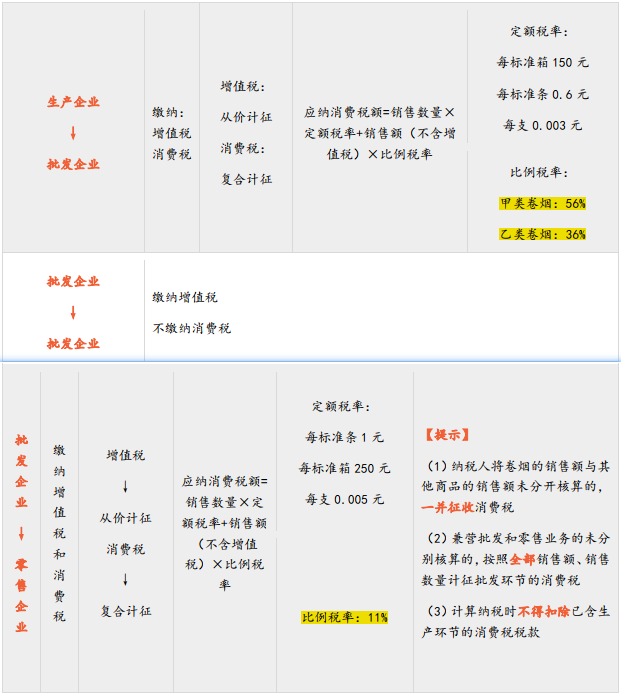 生产企业
↓
批发企业
缴纳：
增值税
消费税
增值税：
从价计征
消费税：
复合计征
应纳消费税额=销售数量×
定额税率+销售额（不含增
值税）×比例税率
定额税率：
每标准箱 150 元
每标准条 0.6 元
每支 0.003 元
比例税率：
甲类卷烟：56%
乙类卷烟：36%
批发企业
↓
批发企业
缴纳增值税
不缴纳消费税
批发企业→零售企业
缴纳增值税和消费税
增值税
↓
从价计征
消费税
↓
复合计征
应纳消费税额=
销售数量×定
额税率+销售额
（不含增值
税）×比例税
率
定额税率：
每标准条 1 元
每标准箱 250 元
每支 0.005 元
比例税率：11%
【提示】
（1）纳税人将卷烟的销售额与其
他商品的销售额未分开核算的，
一并征收消费税
（2）兼营批发和零售业务的未分
别核算的，按照全部销售额、销售
数量计征批发环节的消费税
（3）计算纳税时不得扣除已含生
产环节的消费税税款